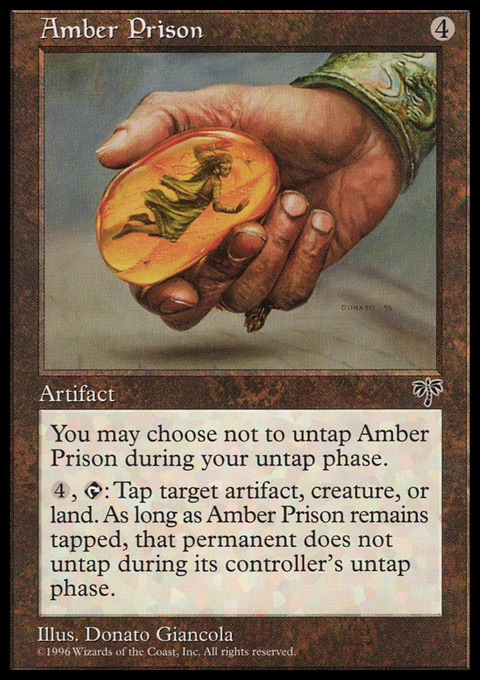 Amber Prison 4
DONATO 96
Artifact
You may choose not to untap Amber
Prison during your untap phase.
4, : Tap target artifact, creature, or
land. As long as Amber Prison remains
tapped, that permanent does not
untap during its controller's untap
phase.
Illus. Donato Giancola
©1996 Wizards of the Coast, Inc. All rights reserved.